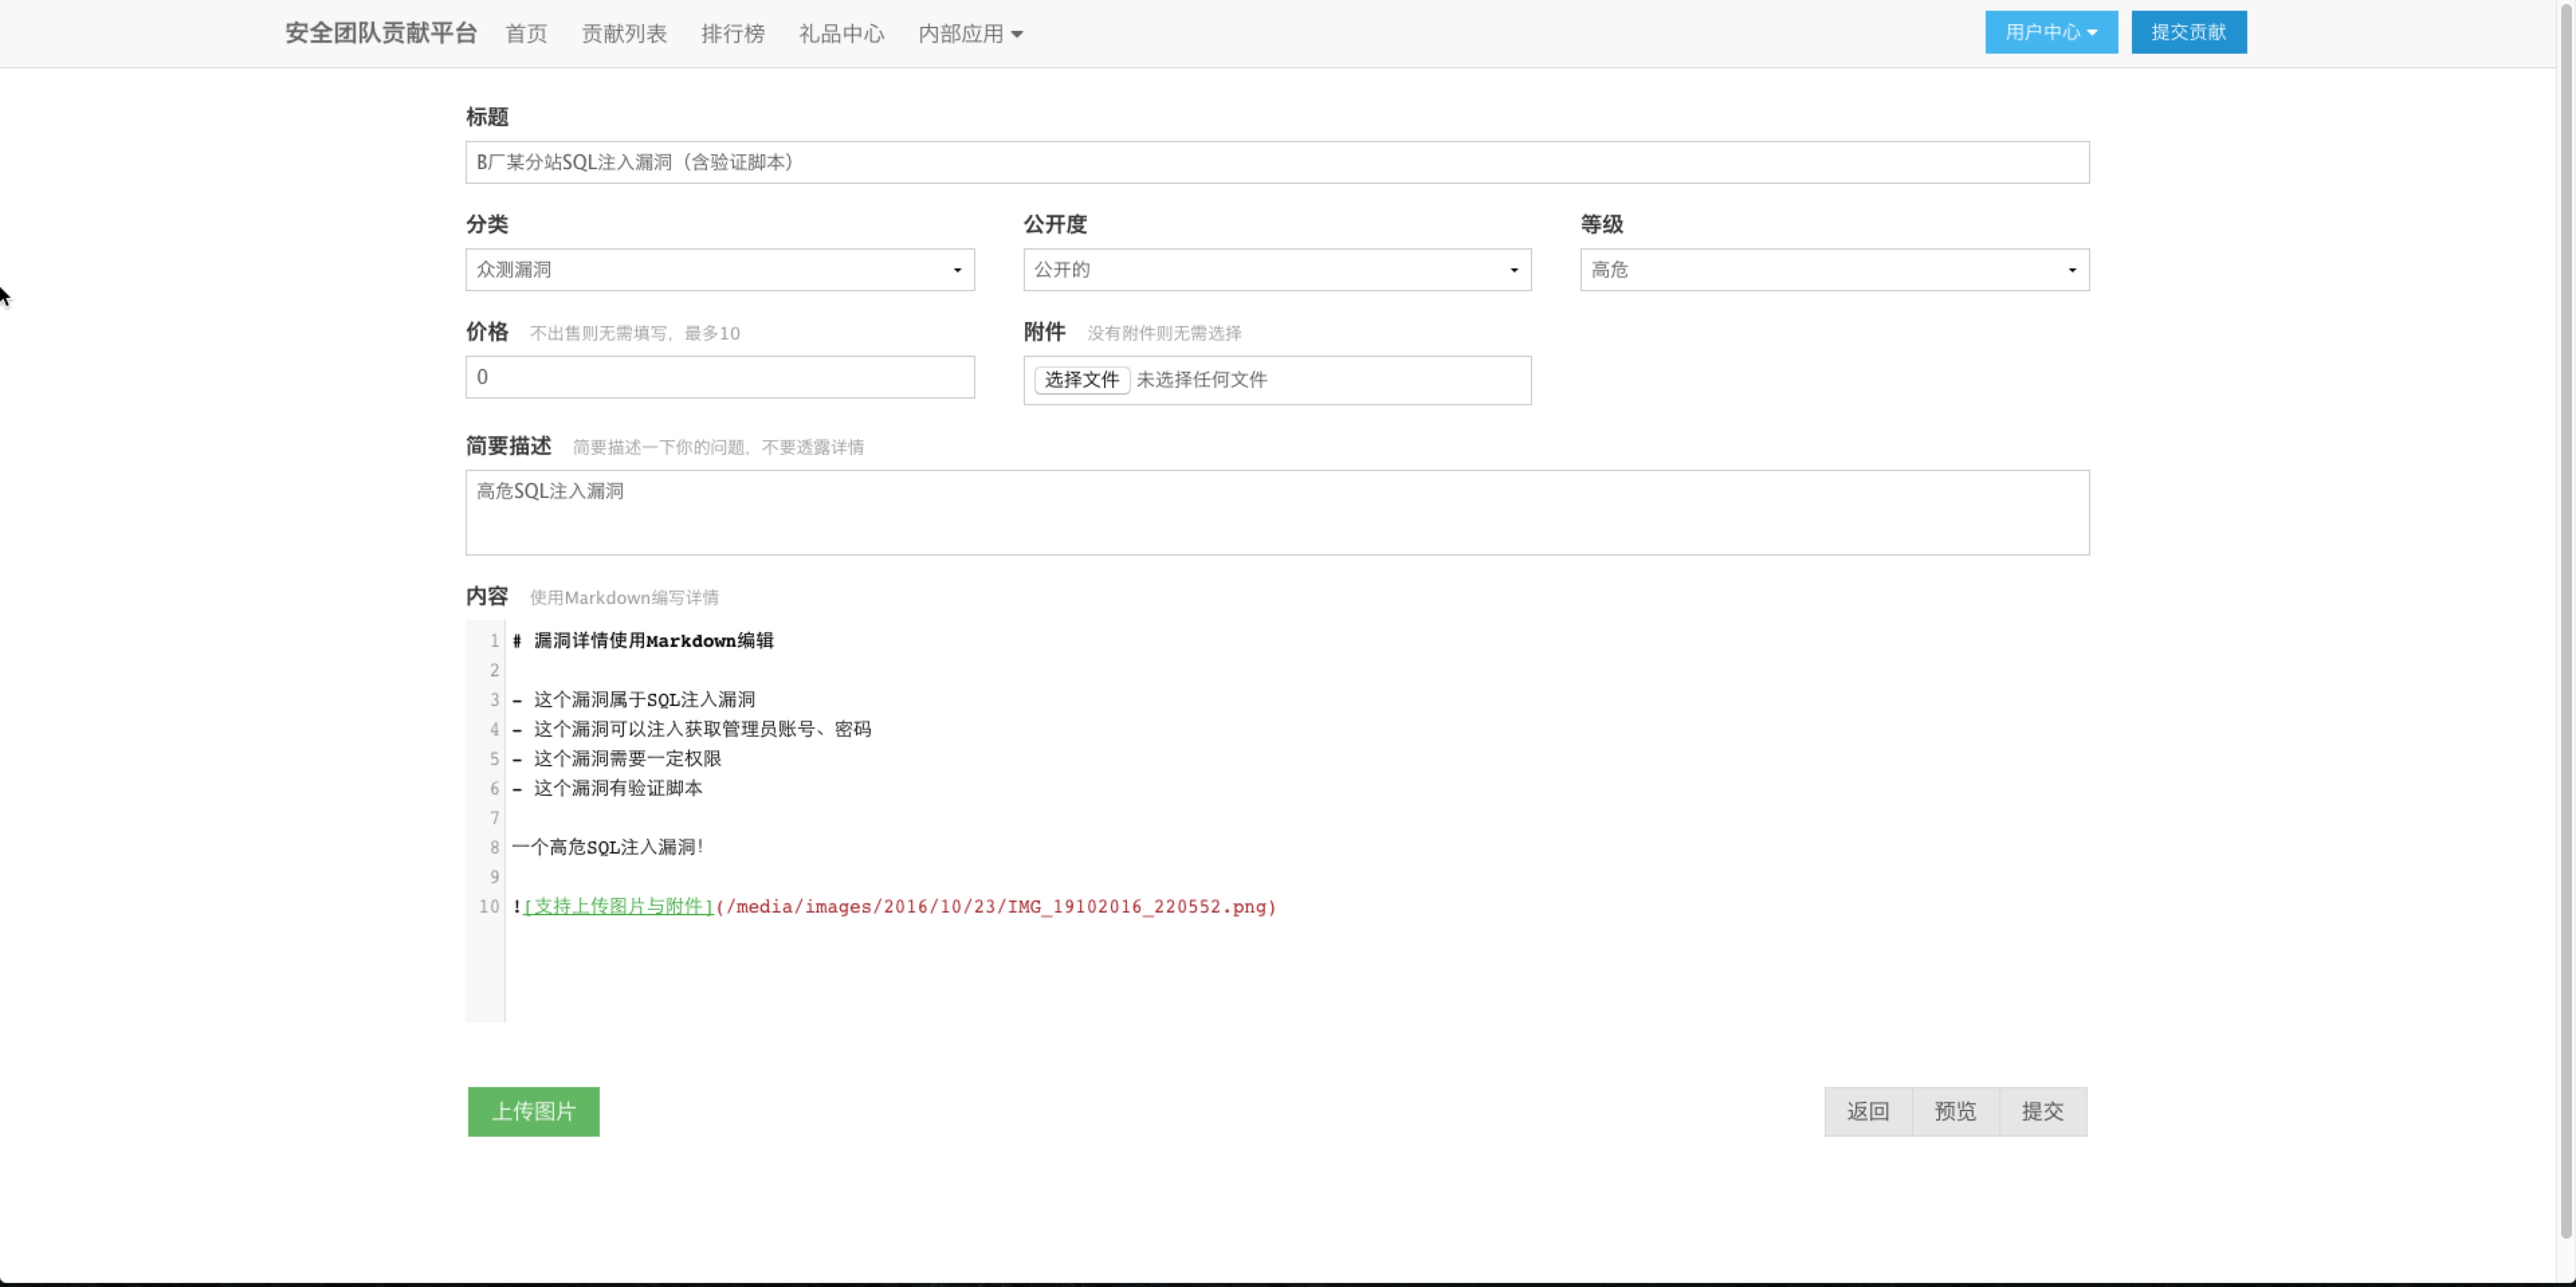 安全团队贡献平台 首页 贡献列表 排行榜 礼品中心 内部应用 用户中心 提交贡献
标题
B厂某分站SQL注入漏洞（含验证脚本）
分类 公开度 等级
众测漏洞 公开的 高危
价格 不出售则无需填写，最多10 附件 没有附件则无需选择
0 选择文件 未选择任何文件
简要描述 简要描述一下你的问题，不要透露详情
高危SQL注入漏洞
内容 使用Markdown编写详情
1 # 漏洞详情使用Markdown编辑
2
3 - 这个漏洞属于SQL注入漏洞
4 - 这个漏洞可以注入获取管理员账号、密码
5 - 这个漏洞需要一定权限
6 - 这个漏洞有验证脚本
7
8 一个高危SQL注入漏洞！
9
10 ![支持上传图片与附件](/media/images/2016/10/23/IMG_19102016_220552.png)
上传图片 返回 预览 提交